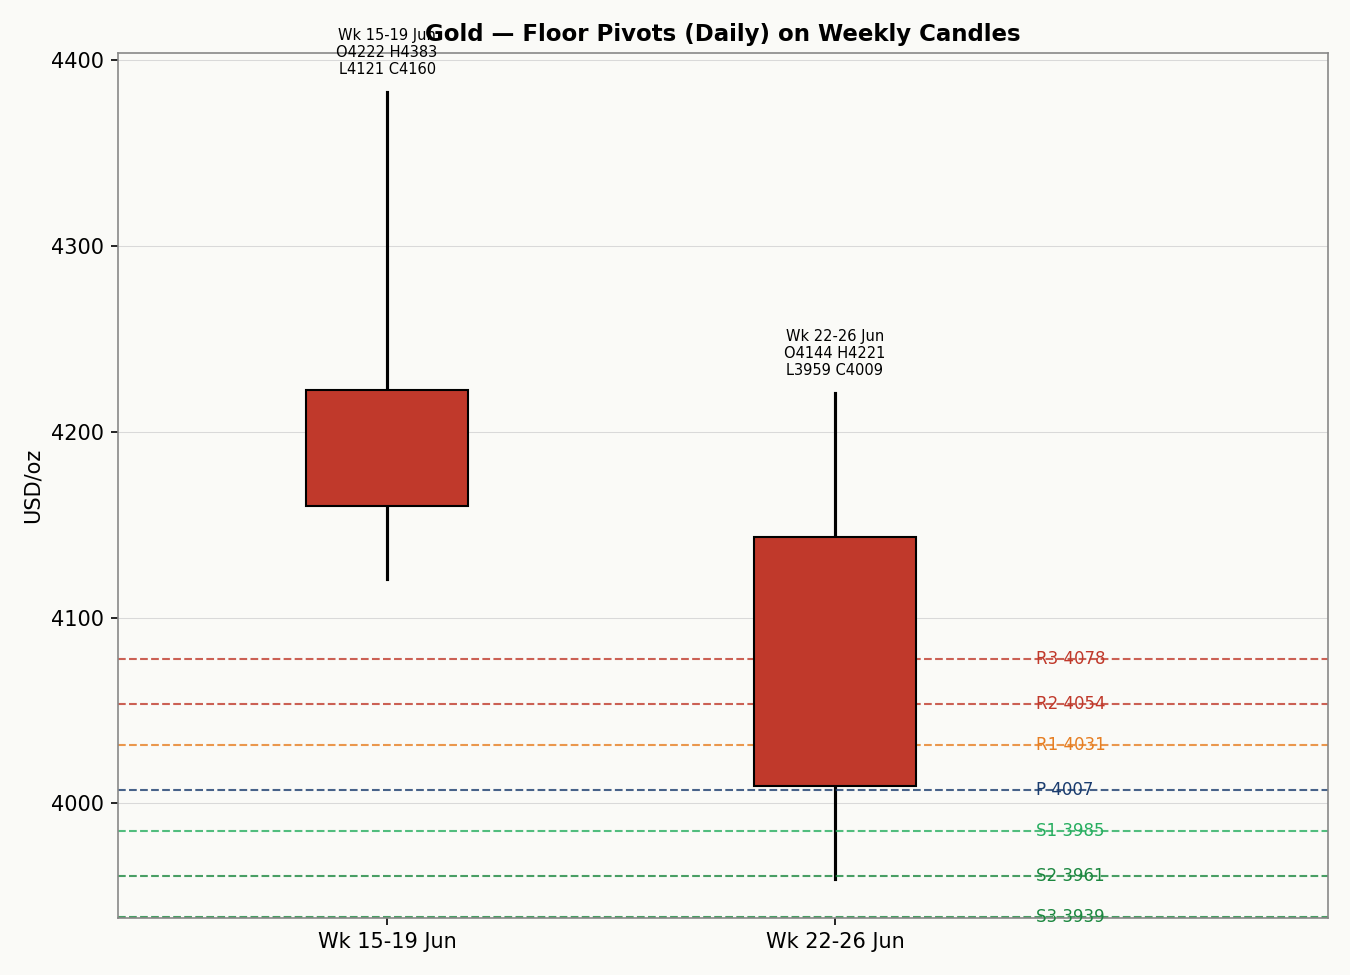 Gold — Floor Pivots (Daily) on Weekly Candles
Wk 15-19 Jun
O4222 H4383
L4121 C4160
4400
4300
4200
4100
4000
USD/oz
Wk 22-26 Jun
O4144 H4221
L3959 C4009
R3 4078
R2 4054
R1 4031
P 4007
S1 3985
S2 3961
S3 3939
Wk 15-19 Jun
Wk 22-26 Jun